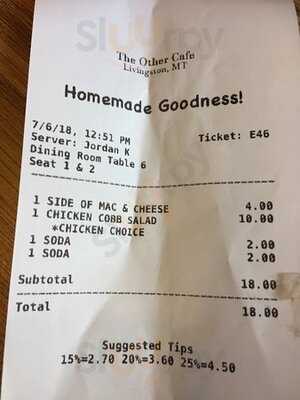 The Other Cafe
Livingston, MT
Homemade Goodness!
7/6/18, 12:51 PM
Server: Jordan K Ticket: E46
Dining Room Table 6
Seat 1 & 2
1 SIDE OF MAC & CHEESE 4.00
1 CHICKEN COBB SALAD 10.00
*CHICKEN CHOICE
1 SODA 2.00
1 SODA 2.00
Subtotal 18.00
Total 18.00
Suggested Tips
15%=2.70 20%=3.60 25%=4.50
Sluurpy